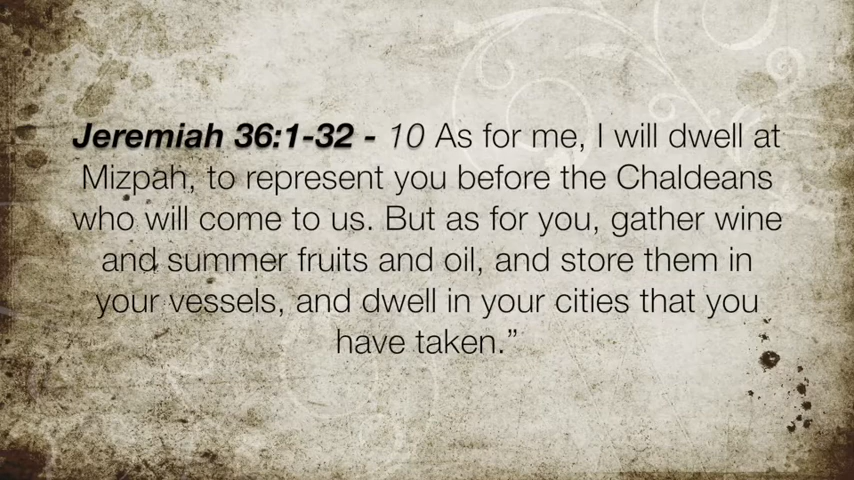 Jeremiah 36:1-32 - 10 As for me, I will dwell at
Mizpah, to represent you before the Chaldeans
who will come to us. But as for you, gather wine
and summer fruits and oil, and store them in
your vessels, and dwell in your cities that you
have taken.”